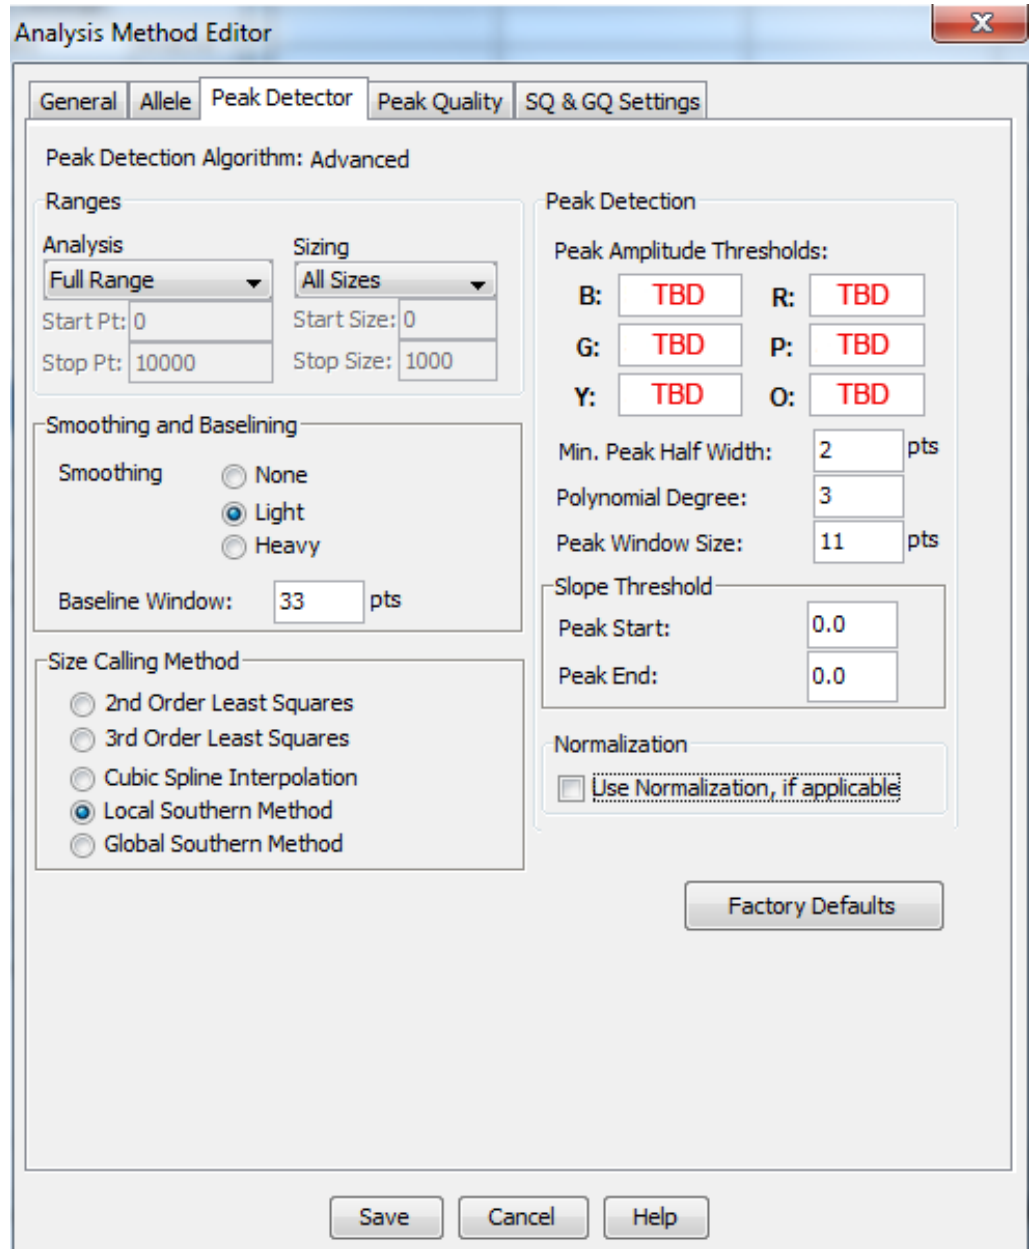 Analysis Method Editor
X
General Allele Peak Detector Peak Quality SQ & GQ Settings
Peak Detection Algorithm: Advanced
Ranges
Analysis
Full Range
Start Pt: 0
Stop Pt: 10000
Sizing
All Sizes
Start Size: 0
Stop Size: 1000
Smoothing and Baselining
Smoothing
None
Light
Heavy
Baseline Window: 33 pts
Size Calling Method
2nd Order Least Squares
3rd Order Least Squares
Cubic Spline Interpolation
Local Southern Method
Global Southern Method
Peak Detection
Peak Amplitude Thresholds:
B: TBD R: TBD
G: TBD P: TBD
Y: TBD O: TBD
Min. Peak Half Width: 2 pts
Polynomial Degree: 3
Peak Window Size: 11 pts
Slope Threshold
Peak Start: 0.0
Peak End: 0.0
Normalization
Use Normalization, if applicable
Factory Defaults
Save Cancel Help